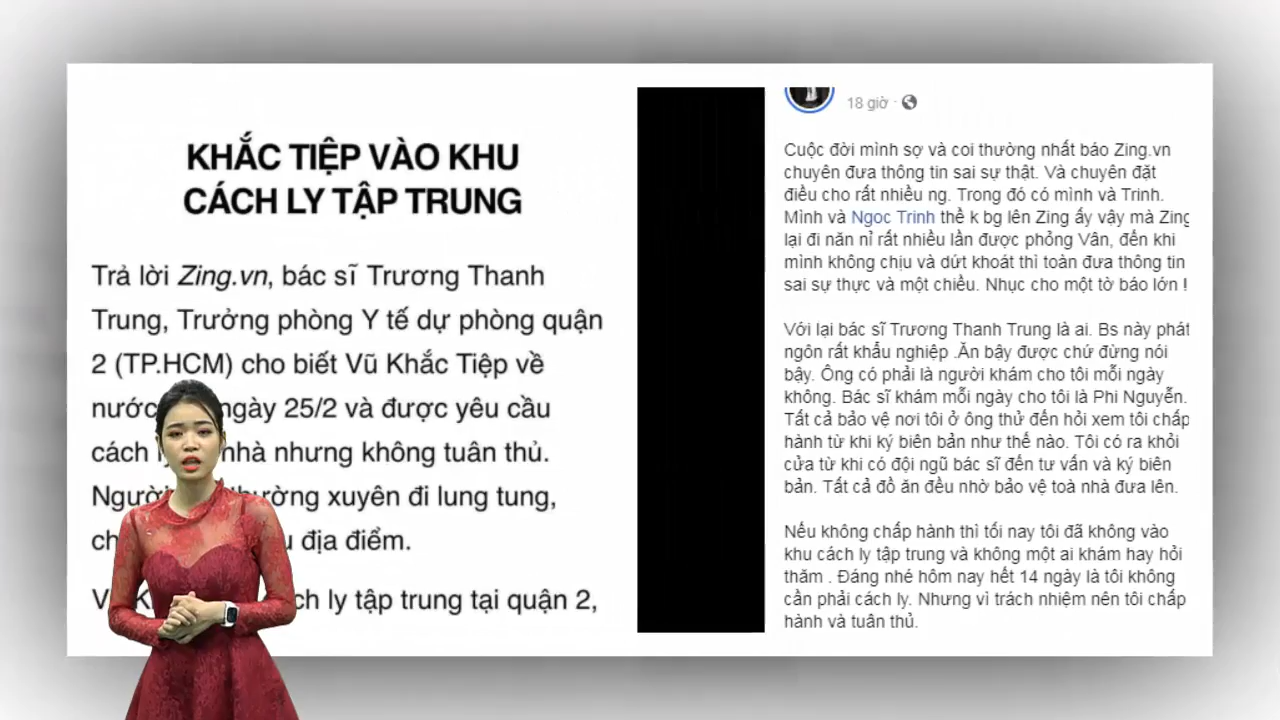 KHẮC TIỆP VÀO KHU
CÁCH LY TẬP TRUNG
Trả lời Zing.vn, bác sĩ Trương Thanh
Trung, Trưởng phòng Y tế dự phòng quận
2 (TP.HCM) cho biết Vũ Khắc Tiệp về
nước ngày 25/2 và được yêu cầu
cách nhà nhưng không tuân thủ.
Người thường xuyên đi lung tung,
địa điểm.
ly tập trung tại quận 2,
18 giờ ·
Cuộc đời mình sợ và coi thường nhất báo Zing.vn
chuyên đưa thông tin sai sự thật. Và chuyên đặt
điều cho rất nhiều ng. Trong đó có mình và Trinh.
Mình và Ngoc Trinh thề k bg lên Zing ấy vậy mà Zing
lại đi năn nỉ rất nhiều lần được phỏng Vân, đến khi
mình không chịu và dứt khoát thì toàn đưa thông tin
sai sự thực và một chiều. Nhục cho một tờ báo lớn !
Với lại bác sĩ Trương Thanh Trung là ai. Bs này phát
ngôn rất khẩu nghiệp .Ăn bậy được chứ đừng nói
bậy. Ông có phải là người khám cho tôi mỗi ngày
không. Bác sĩ khám mỗi ngày cho tôi là Phi Nguyễn.
Tất cả bảo vệ nơi tôi ở ông thử đến hỏi xem tôi chấp
hành từ khi ký biên bản như thế nào. Tôi có ra khỏi
cửa từ khi có đội ngũ bác sĩ đến tư vấn và ký biên
bản. Tất cả đồ ăn đều nhờ bảo vệ toà nhà đưa lên.
Nếu không chấp hành thì tối nay tôi đã không vào
khu cách ly tập trung và không một ai khám hay hỏi
thăm . Đáng nhé hôm nay hết 14 ngày là tôi không
cần phải cách ly. Nhưng vì trách nhiệm nên tôi chấp
hành và tuân thủ.